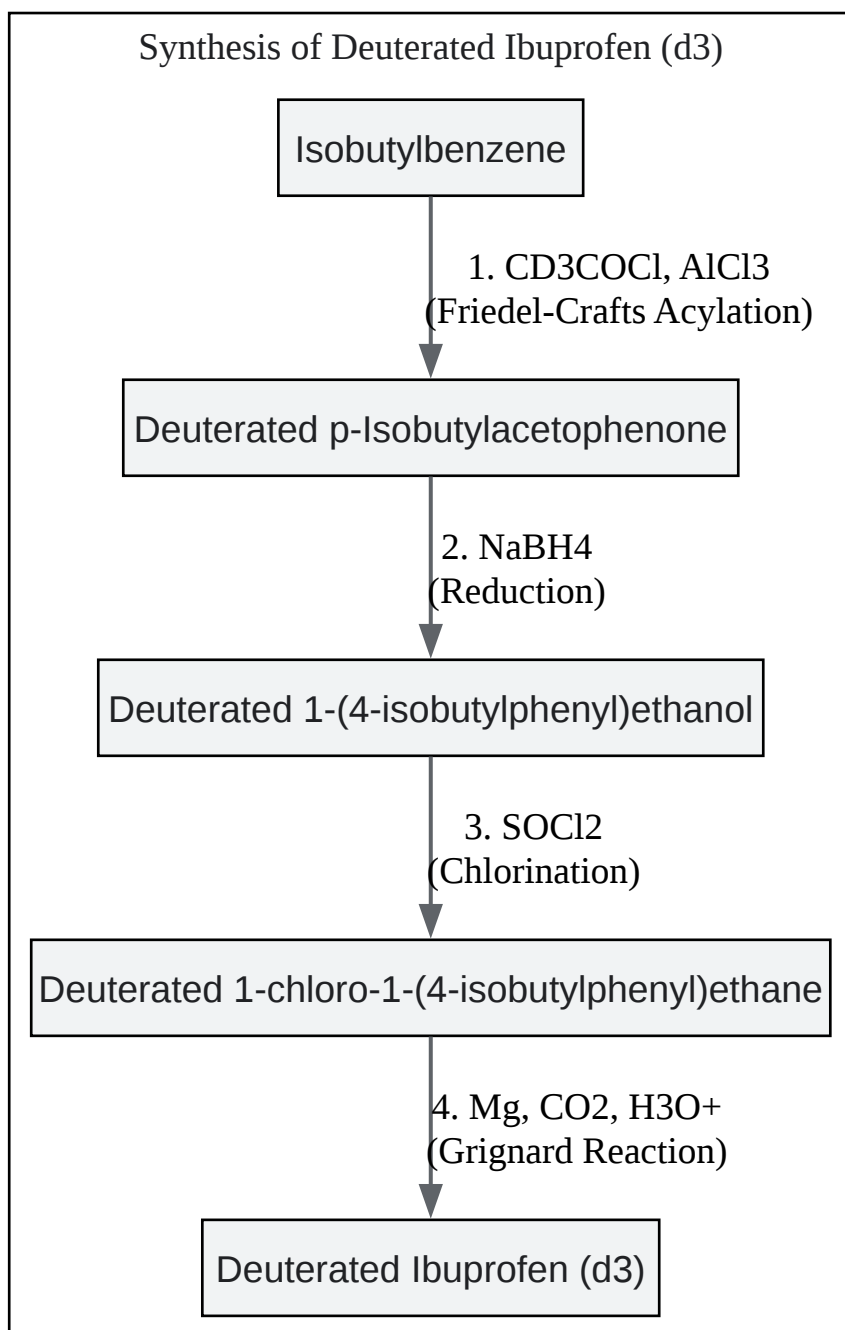 Synthesis of Deuterated Ibuprofen (d3)
Isobutylbenzene
1. CD3COCl, AlCl3
(Friedel-Crafts Acylation)
Deuterated p-Isobutylacetophenone
2. NaBH4
(Reduction)
Deuterated 1-(4-isobutylphenyl)ethanol
3. SOCl2
(Chlorination)
Deuterated 1-chloro-1-(4-isobutylphenyl)ethane
4. Mg, CO2, H3O+
(Grignard Reaction)
Deuterated Ibuprofen (d3)